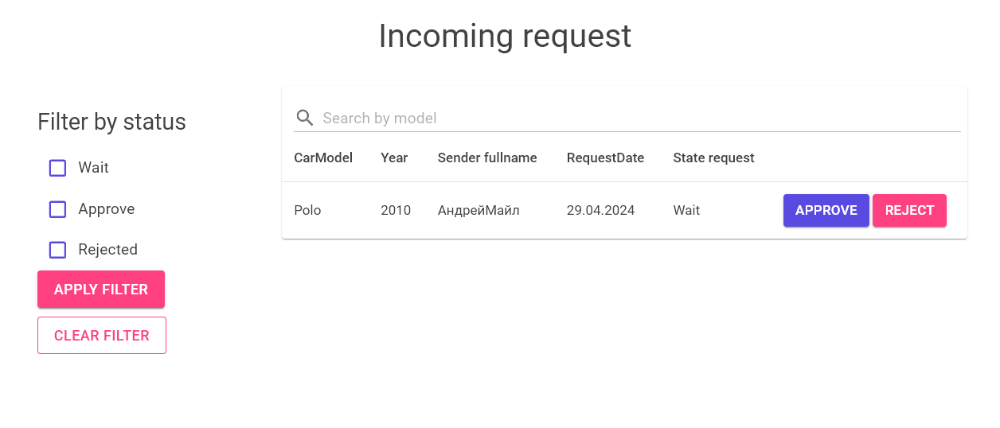 Incoming request
Filter by status
Wait
Approve
Rejected
APPLY FILTER
CLEAR FILTER
Search by model
CarModel Year Sender fullname RequestDate State request
Polo 2010 АндрейМайл 29.04.2024 Wait APPROVE REJECT